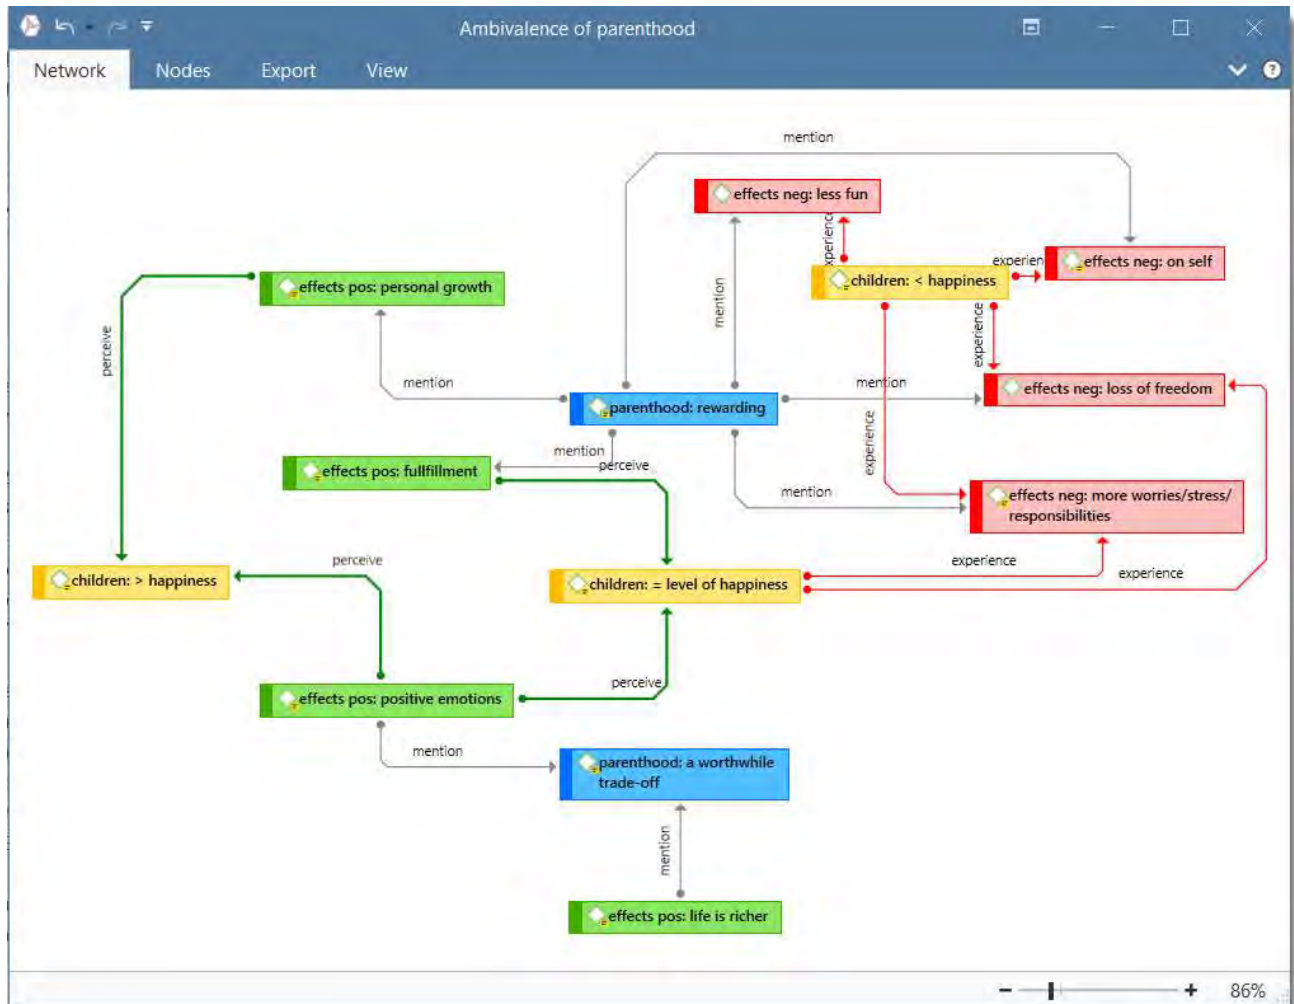 Ambivalence of parenthood
Network Nodes Export View
mention
effects neg: less fun
experience
effects neg: on self
children: < happiness
effects pos: personal growth
mention
experience
perceive
mention
mention
effects neg: loss of freedom
parenthood: rewarding
experience
mention
perceive
effects pos: fullfillment
mention
effects neg: more worries/stress/
responsibilities
perceive
experience
experience
children: > happiness
children: = level of happiness
perceive
effects pos: positive emotions
mention
parenthood: a worthwhile
trade-off
mention
effects pos: life is richer
86%